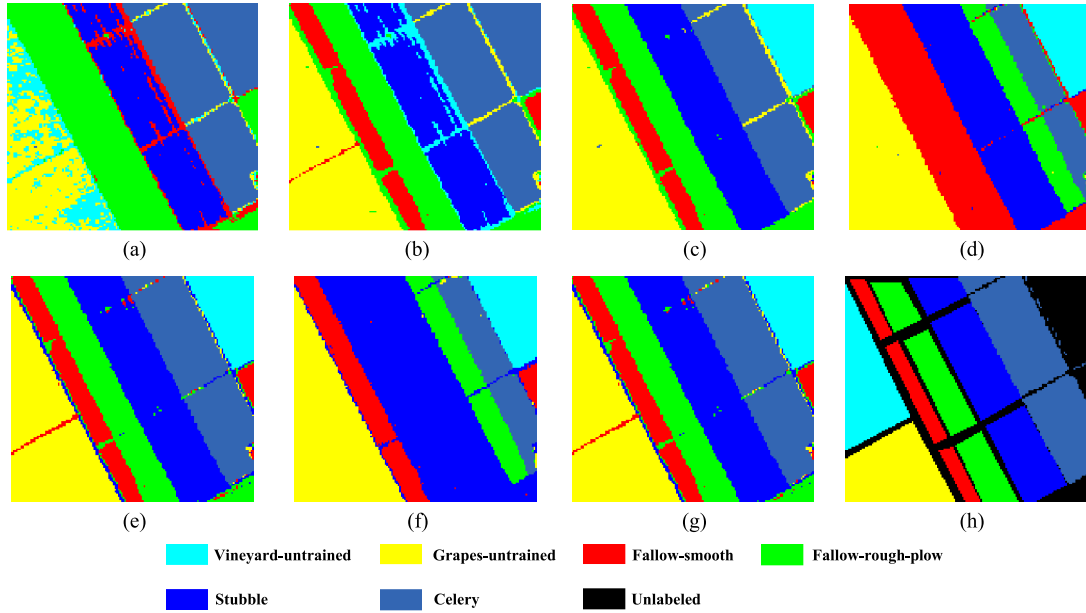 (a) (b) (c) (d)
(e) (f) (g) (h)
Vineyard-untrained Grapes-untrained Fallow-smooth Fallow-rough-plow
Stubble Celery Unlabeled